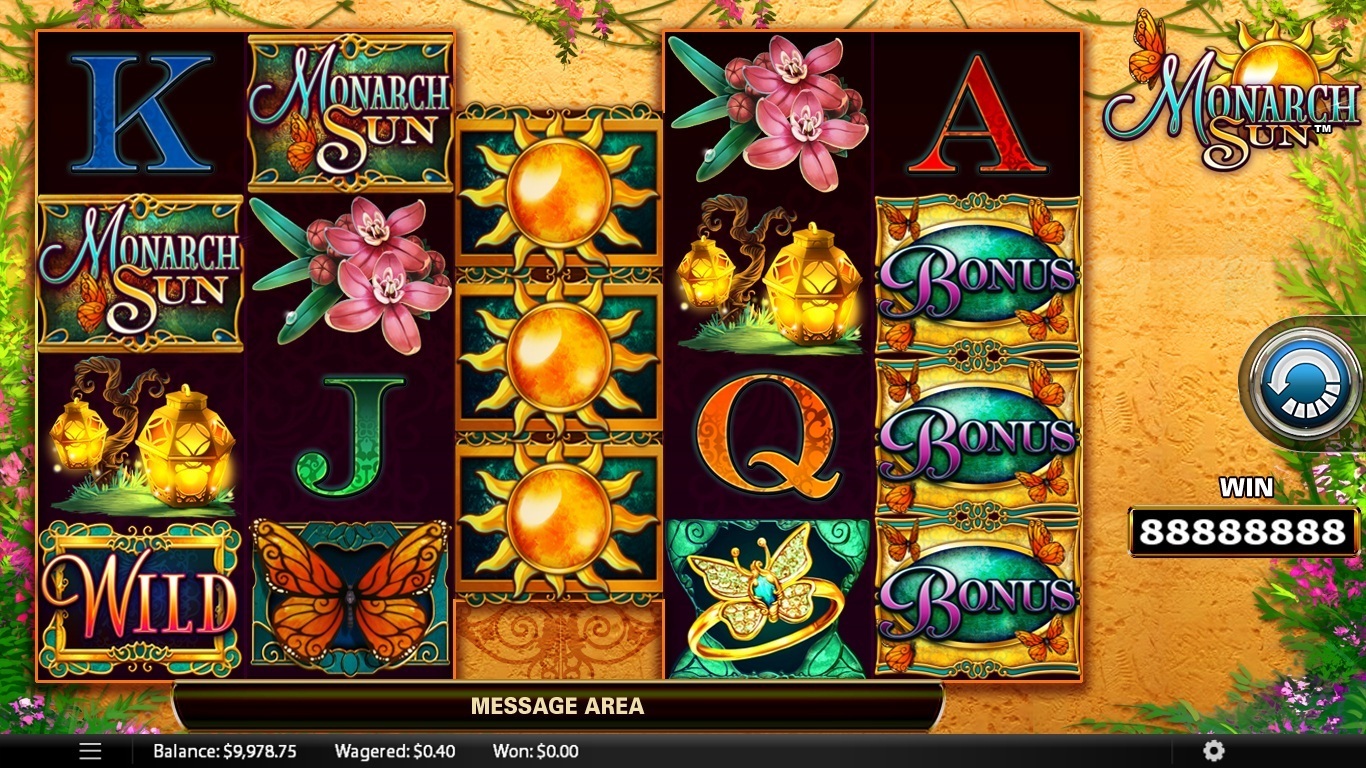 K
MONARCH
SUN
A
MONARCH
SUN™
MONARCH
SUN
BONUS
J
Q
BONUS
WIN
88888888
WILD
BONUS
MESSAGE AREA
Balance: $9,978.75 Wagered: $0.40 Won: $0.00